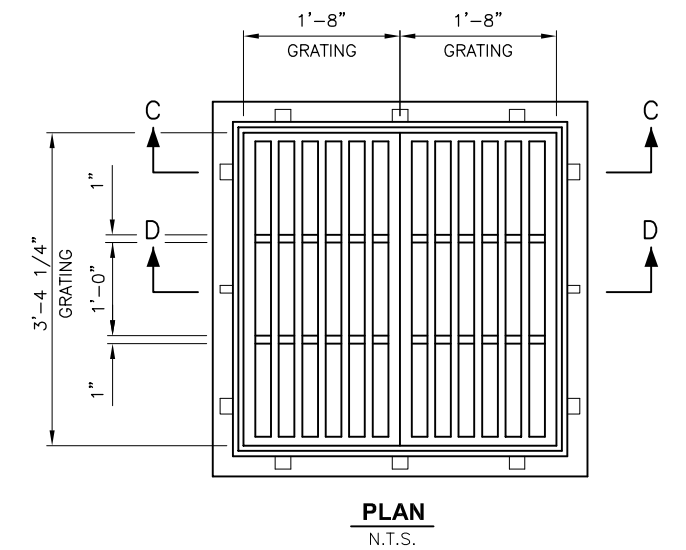 1'-8" 1'-8"
GRATING GRATING
C C
1"
D D
3'-4 1/4"
GRATING
1'-0"
1"
PLAN
N.T.S.